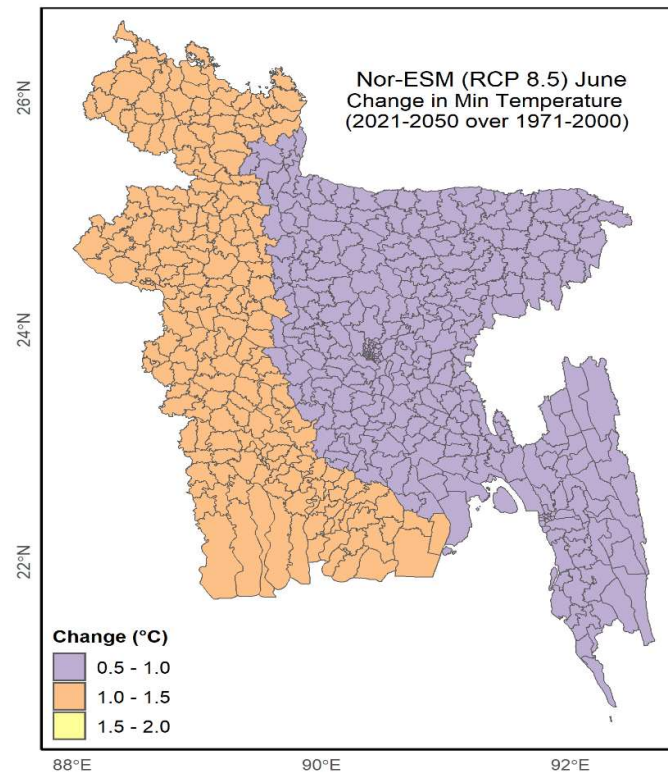 Nor-ESM (RCP 8.5) June
Change in Min Temperature
(2021-2050 over 1971-2000)
26°N
24°N
22°N
Change (°C)
0.5 - 1.0
1.0 - 1.5
1.5 - 2.0
88°E
90°E
92°E